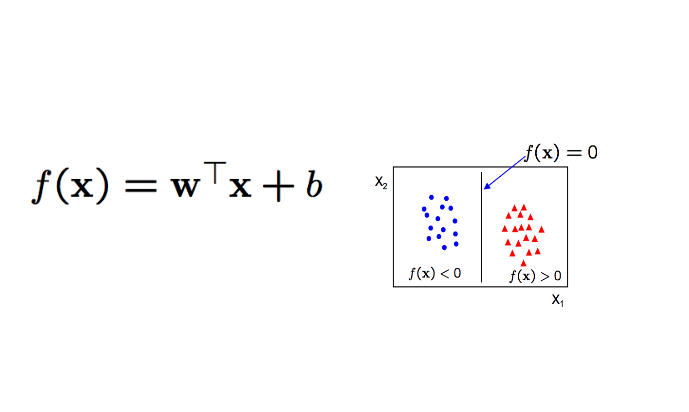 f(x) = w⊤x + b
f(x) = 0
X₂
f(x) < 0
f(x) > 0
X₁